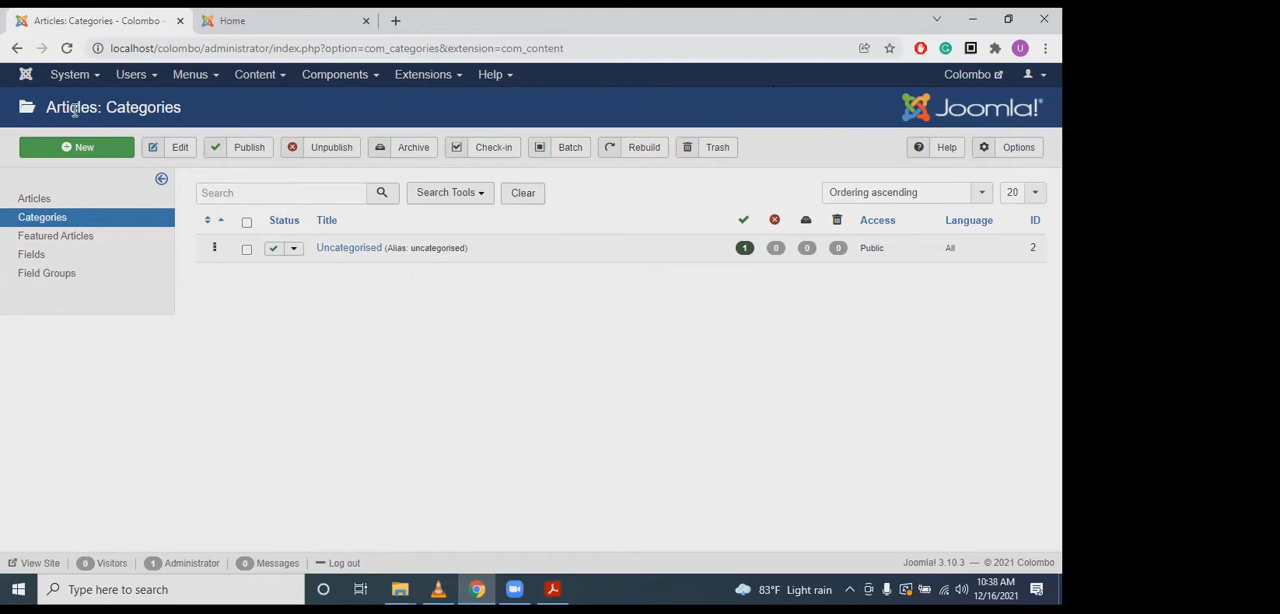 Articles: Categories - Colombo -
Home
localhost/colombo/administrator/index.php?option=com_categories&extension=com_content
U
System Users Menus Content Components Extensions Help Colombo
Articles: Categories
Joomla!®
New Edit Publish Unpublish Archive Check-in Batch Rebuild Trash Help Options
Articles
Categories
Featured Articles
Fields
Field Groups
Search Search Tools Clear Ordering ascending 20
Status Title Access Language ID
Uncategorised (Alias: uncategorised) 1 0 0 0 Public All 2
View Site 0 Visitors 1 Administrator 0 Messages Log out Joomla! 3.10.3 — © 2021 Colombo
Type here to search 83°F Light rain 10:38 AM
12/16/2021